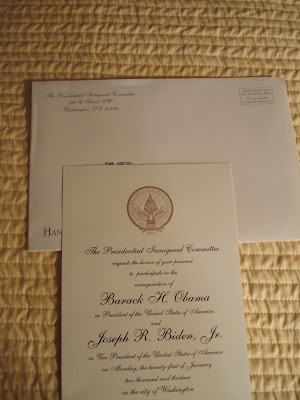 The Presidential Inaugural Committee
Washington, DC
HAN
The Presidential Inaugural Committee
requests the honor of your presence
to participate in the
inauguration of
Barack H. Obama
as President of the United States of America
and
Joseph R. Biden, Jr.
as Vice President of the United States of America
on Monday, the twenty-first of January
two thousand and thirteen
in the city of Washington